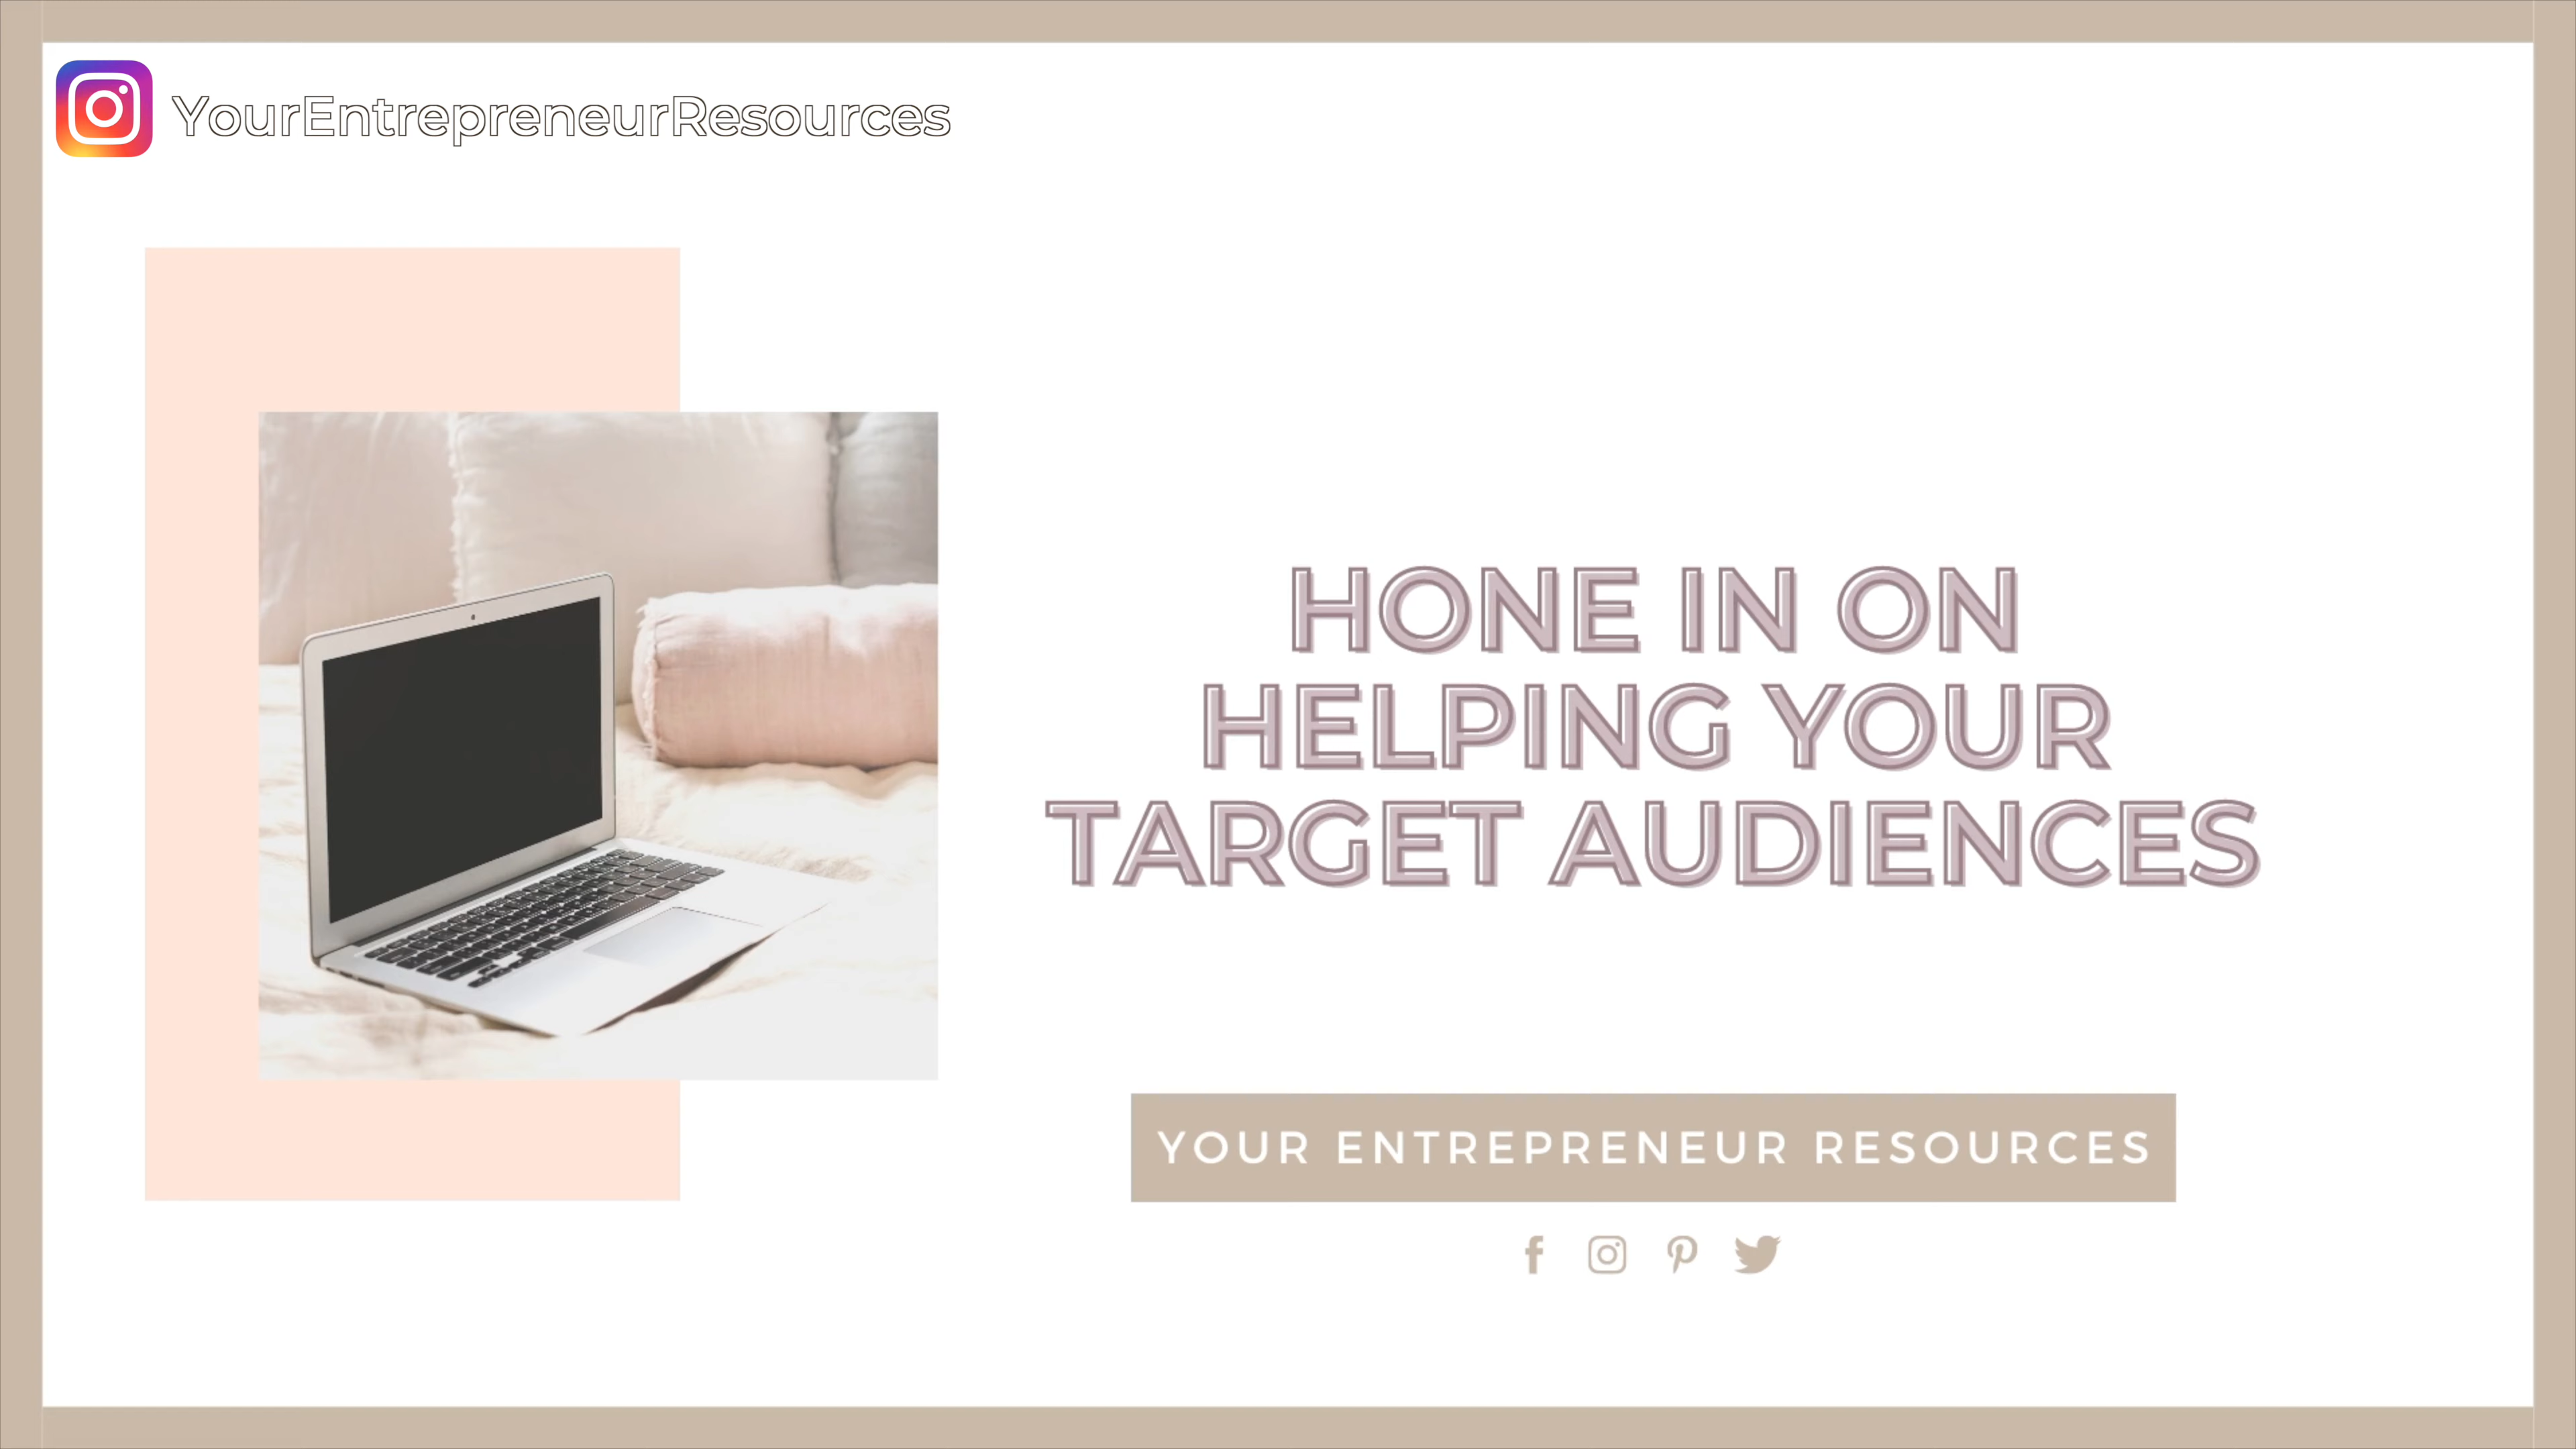 YourEntrepreneurResources
HONE IN ON
HELPING YOUR
TARGET AUDIENCES
YOUR ENTREPRENEUR RESOURCES